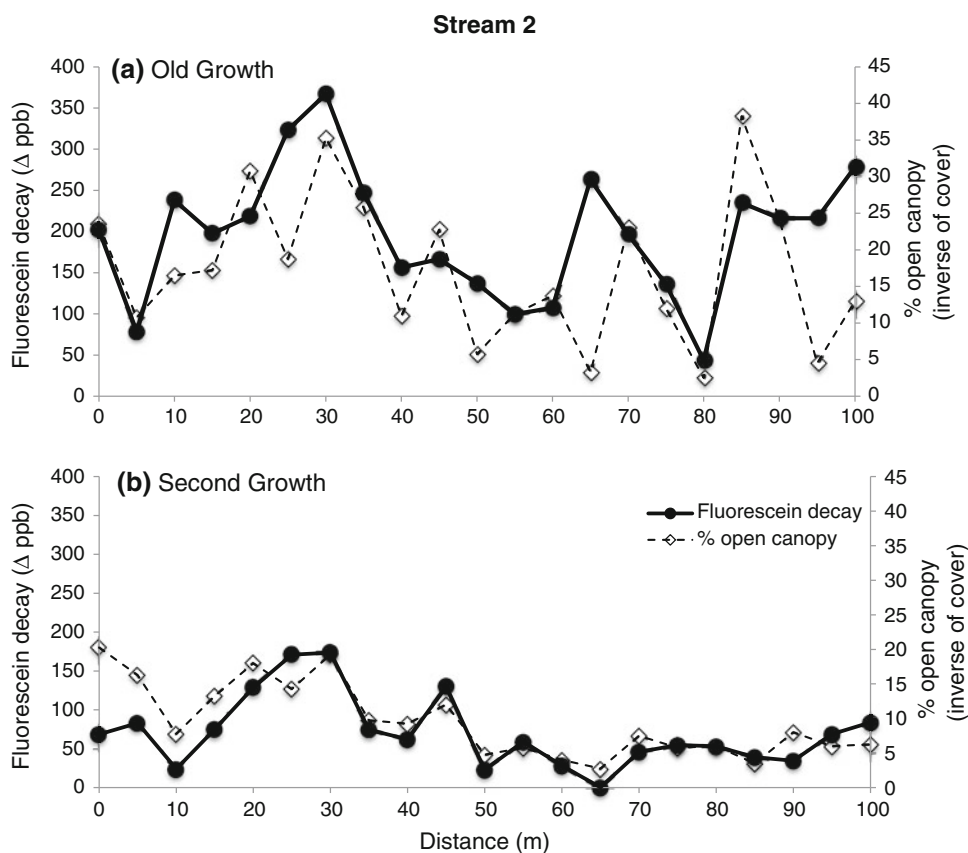 Stream 2
(a) Old Growth
Fluorescein decay (Δ ppb)
400
350
300
250
200
150
100
50
0
45
40
35
30
25
20
15
10
5
0
% open canopy
(inverse of cover)
0 10 20 30 40 50 60 70 80 90 100
(b) Second Growth
Fluorescein decay (Δ ppb)
400
350
300
250
200
150
100
50
0
Fluorescein decay
% open canopy
45
40
35
30
25
20
15
10
5
0
% open canopy
(inverse of cover)
0 10 20 30 40 50 60 70 80 90 100
Distance (m)